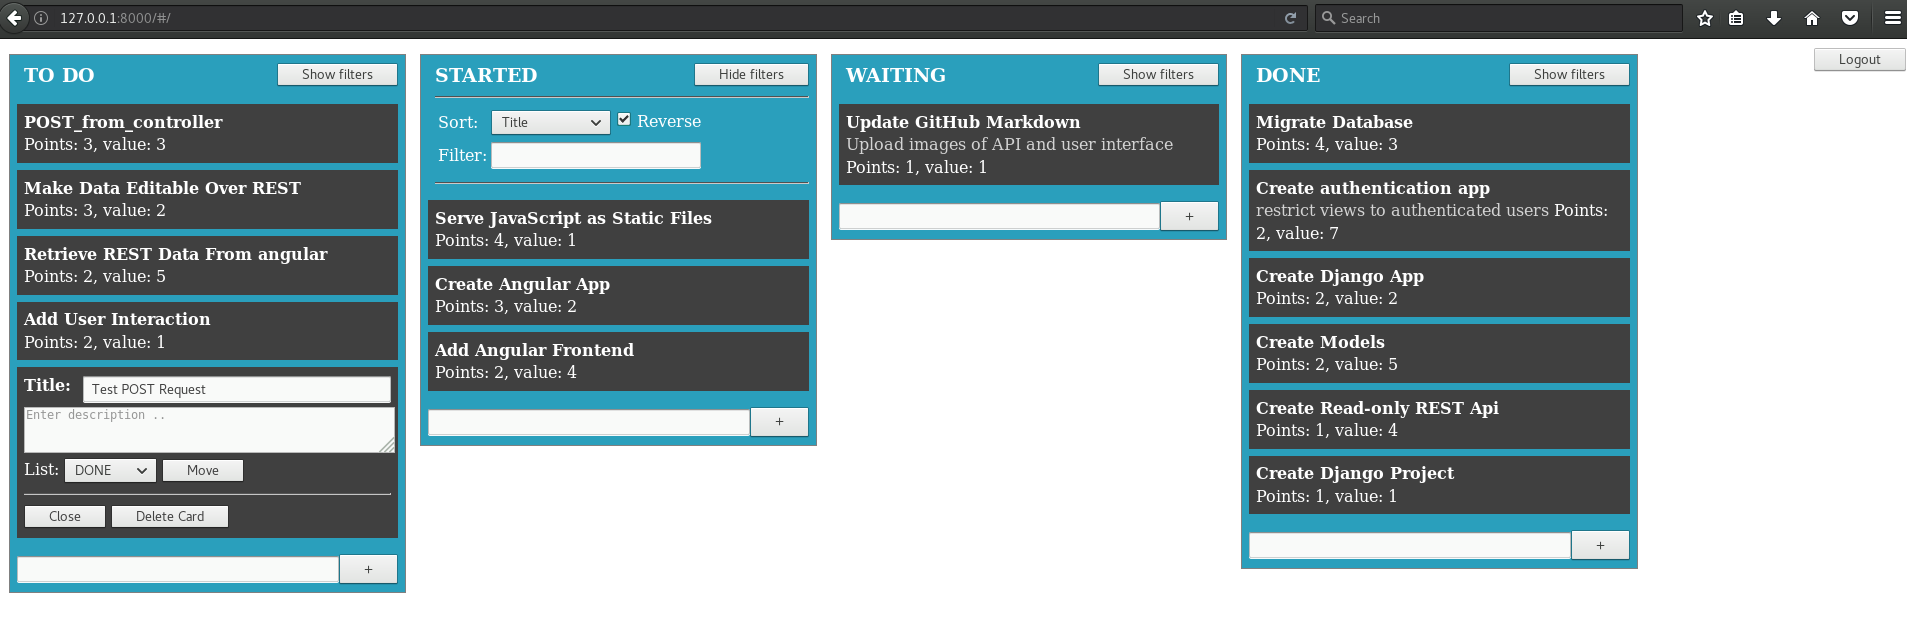 127.0.0.1:8000/#/
Search
Logout
TO DO
Show filters
POST_from_controller
Points: 3, value: 3
Make Data Editable Over REST
Points: 3, value: 2
Retrieve REST Data From angular
Points: 2, value: 5
Add User Interaction
Points: 2, value: 1
Title: Test POST Request
Enter description ..
List: DONE Move
Close Delete Card
+
STARTED
Hide filters
Sort: Title Reverse
Filter:
Serve JavaScript as Static Files
Points: 4, value: 1
Create Angular App
Points: 3, value: 2
Add Angular Frontend
Points: 2, value: 4
+
WAITING
Show filters
Update GitHub Markdown
Upload images of API and user interface
Points: 1, value: 1
+
DONE
Show filters
Migrate Database
Points: 4, value: 3
Create authentication app
restrict views to authenticated users Points:
2, value: 7
Create Django App
Points: 2, value: 2
Create Models
Points: 2, value: 5
Create Read-only REST Api
Points: 1, value: 4
Create Django Project
Points: 1, value: 1
+